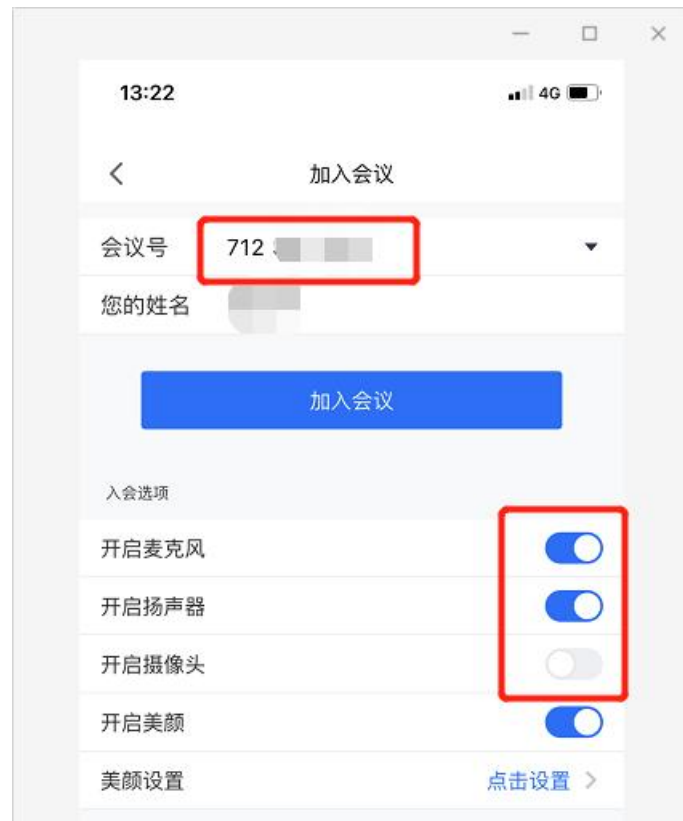 13:22 4G
加入会议
会议号 712
您的姓名
加入会议
入会选项
开启麦克风
开启扬声器
开启摄像头
开启美颜
美颜设置 点击设置